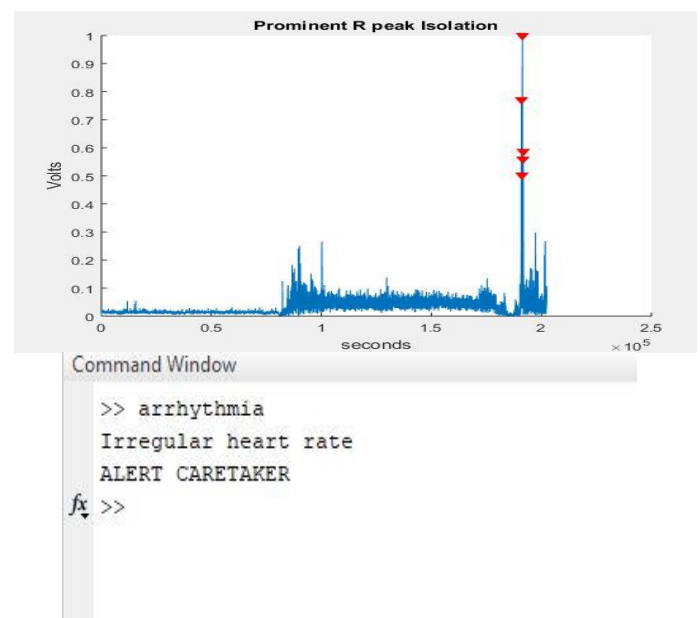 Prominent R peak Isolation
1
0.9
0.8
0.7
0.6
0.5
0.4
0.3
0.2
0.1
0
Volts
0 0.5 1 1.5 2 2.5
seconds
× 10^5
Command Window
>> arrhythmia
Irregular heart rate
ALERT CARETAKER
fx >>